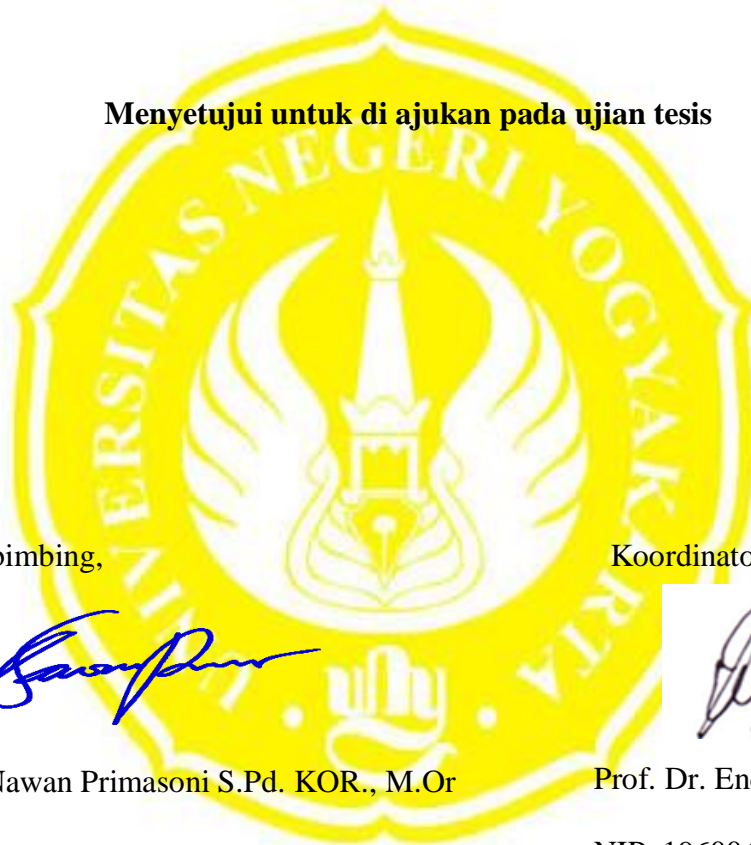 Menyetujui untuk di ajukan pada ujian tesis
UNIVERSITAS NEGERI YOGYAKARTA
bimbing,
Koordinato
uny
Nawan Primasoni S.Pd. KOR., M.Or
Prof. Dr. End